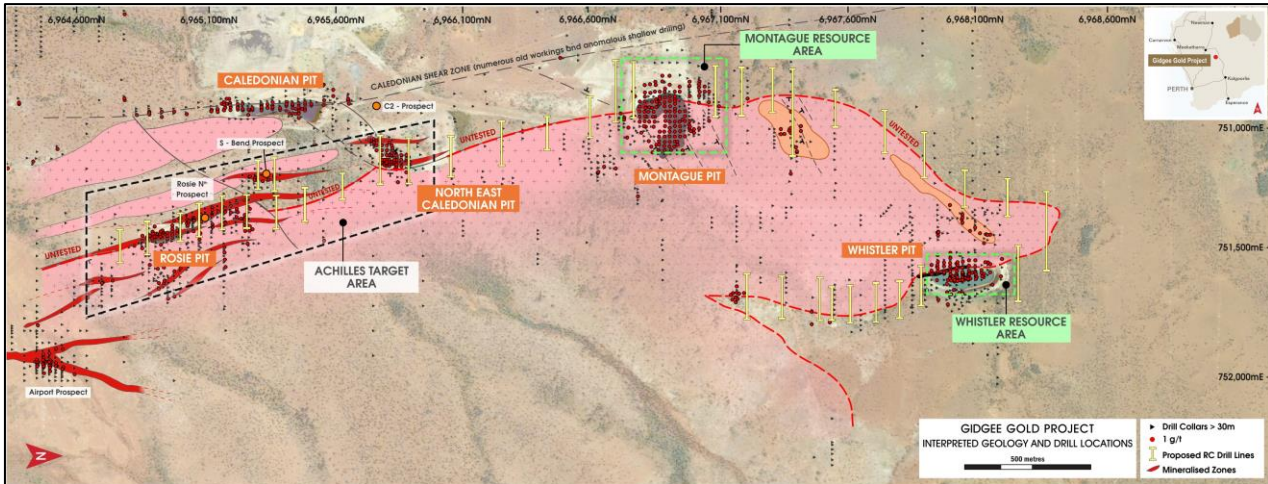 6,964,600mN
6,965,100mN
6,965,600mN
6,966,100mN
6,966,600mN
6,967,100mN
6,967,600mN
6,968,100mN
6,968,600mN
MONTAGUE RESOURCE
AREA
CALEDONIAN SHEAR ZONE (numerous old workings and anomalous shallow drilling)
CALEDONIAN PIT
C2 - Prospect
Gidgee Gold Project
PERTH
Kalgoorlie
Esperance
751,000mE
UNTESTED
UNTESTED
S - Bend Prospect
MONTAGUE PIT
Rosie Nth
Prospect
UNTESTED
NORTH EAST
CALEDONIAN PIT
UNTESTED
ROSIE PIT
ACHILLES TARGET
AREA
WHISTLER PIT
751,500mE
WHISTLER RESOURCE
AREA
Airport Prospect
752,000mE
GIDGEE GOLD PROJECT
INTERPRETED GEOLOGY AND DRILL LOCATIONS
500 metres
Drill Collars > 30m
1 g/t
Proposed RC Drill Lines
Mineralised Zones
N